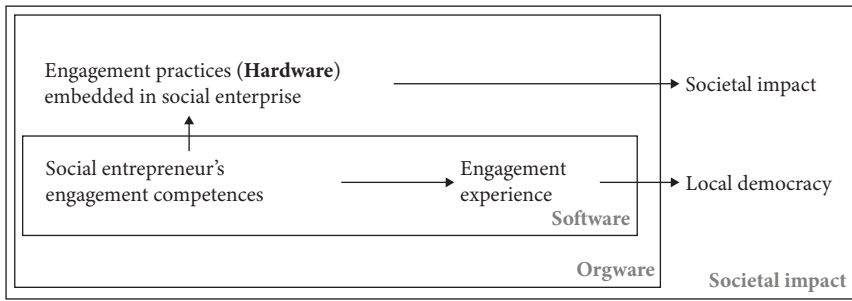 Engagement practices (Hardware)
embedded in social enterprise
Societal impact
Social entrepreneur’s
engagement competences
Engagement
experience
Local democracy
Software
Orgware
Societal impact